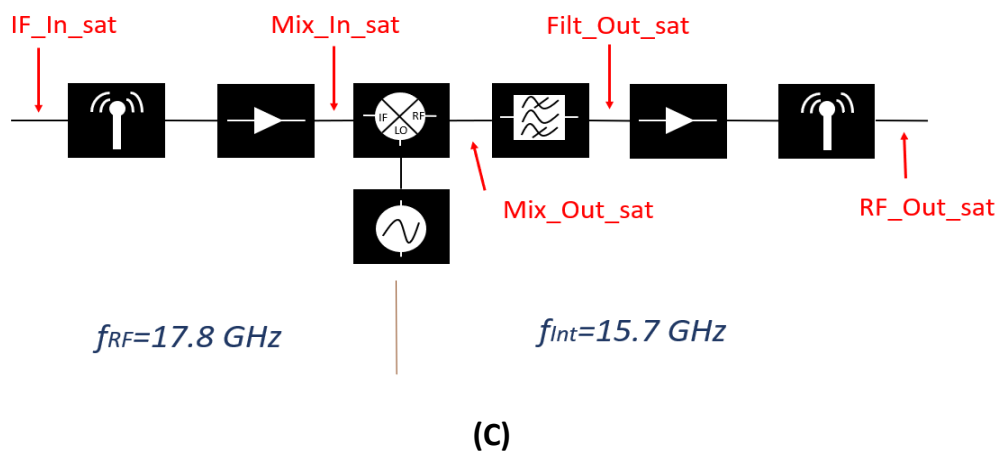 IF_In_sat
Mix_In_sat
Filt_Out_sat
IF
RF
LO
Mix_Out_sat
RF_Out_sat
fRF=17.8 GHz
fInt=15.7 GHz
(C)